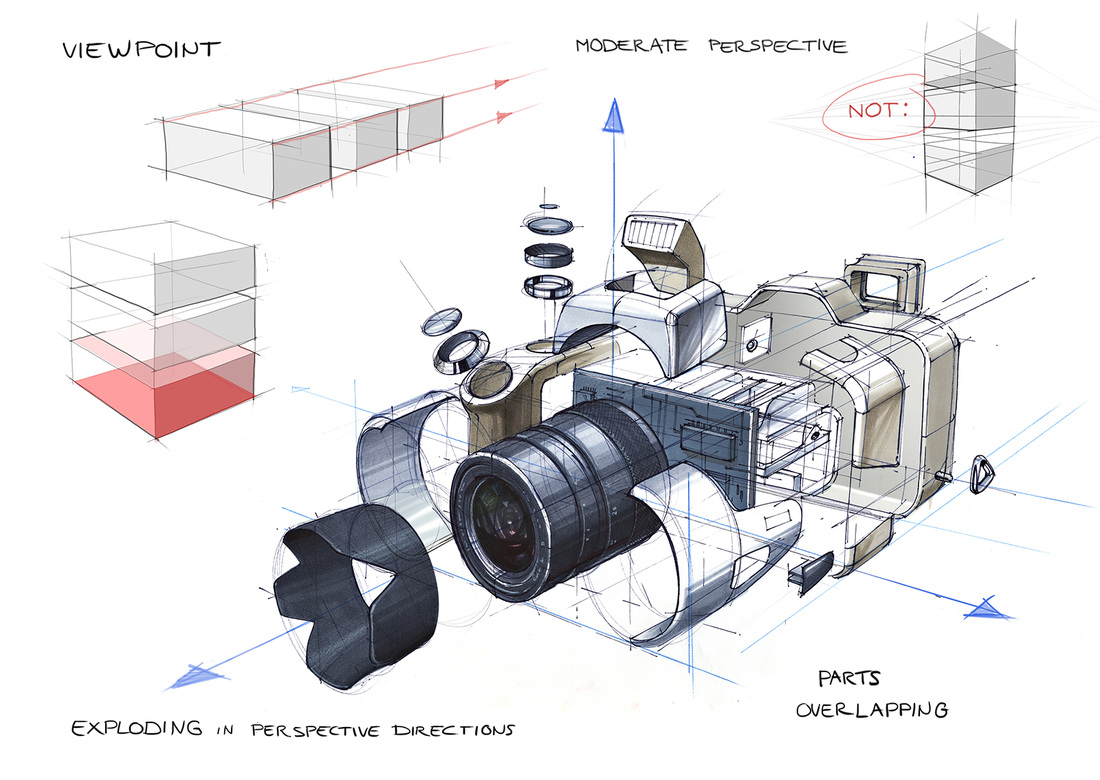 VIEWPOINT
MODERATE PERSPECTIVE
NOT:
PARTS
OVERLAPPING
EXPLODING IN PERSPECTIVE DIRECTIONS